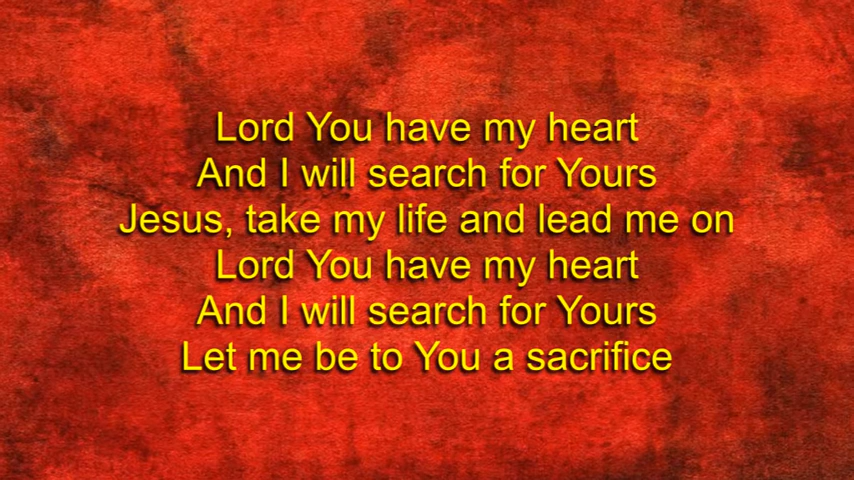 Lord You have my heart
And I will search for Yours
Jesus, take my life and lead me on
Lord You have my heart
And I will search for Yours
Let me be to You a sacrifice